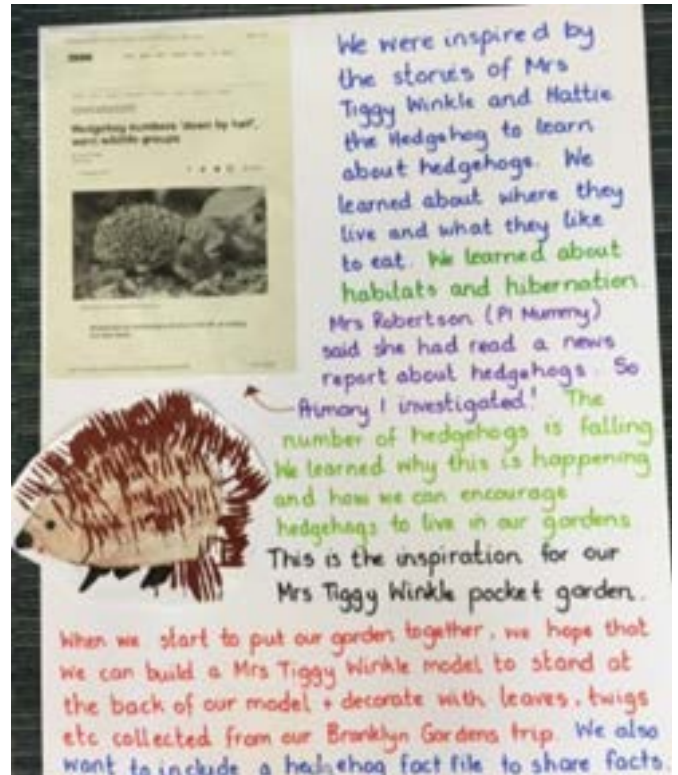 Hedgehog numbers 'down by half',
warn wildlife groups
We were inspired by
the stories of Mrs
Tiggy Winkle and Hattie
the Hedgehog to learn
about hedgehogs. We
learned about where they
live and what they like
to eat. We learned about
habitats and hibernation.
Mrs Robertson (P1 Mummy)
said she had read a news
report about hedgehogs. So
Primary 1 investigated! The
number of hedgehogs is falling
We learned why this is happening
and how we can encourage
hedgehogs to live in our gardens
This is the inspiration for our
Mrs Tiggy Winkle pocket garden.
When we start to put our garden together, we hope that
we can build a Mrs Tiggy Winkle model to stand at
the back of our model + decorate with leaves, twigs
etc collected from our Branklyn Gardens trip. We also
want to include a hedgehog fact file to share facts.